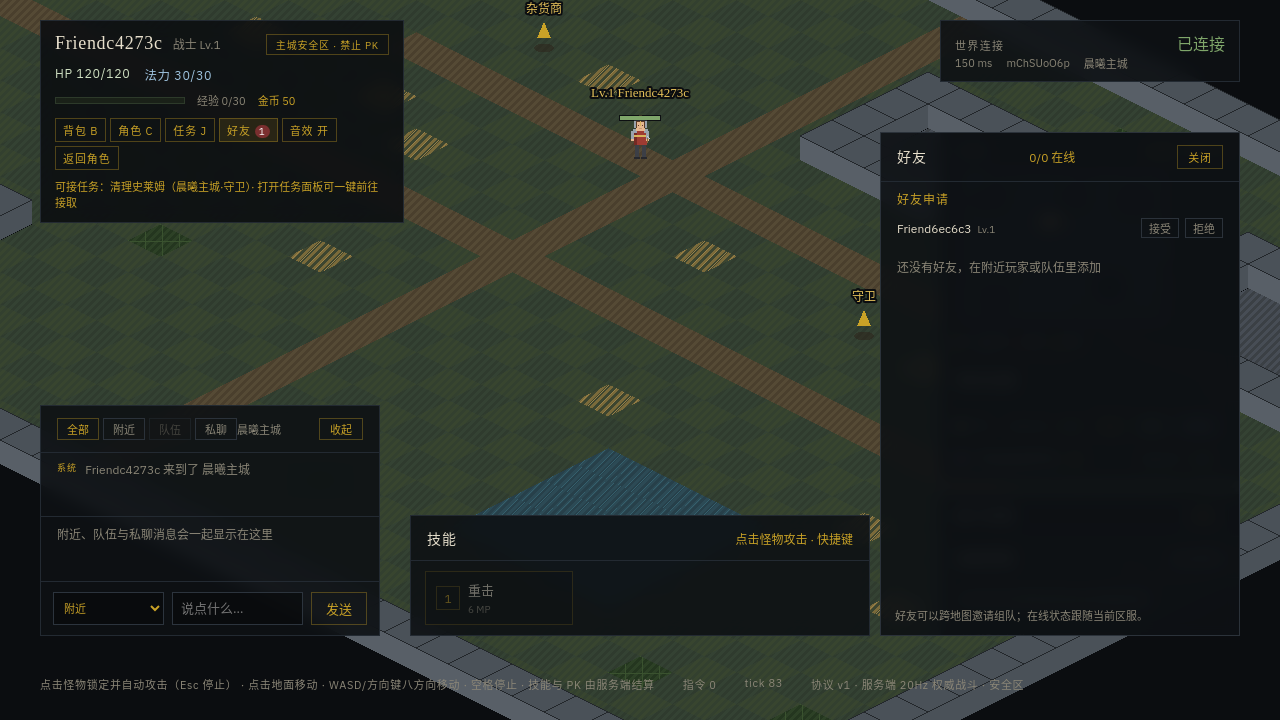 杂货商
Friendc4273c 战士 Lv.1 主城安全区 · 禁止 PK
HP 120/120 法力 30/30
经验 0/30 金币 50
背包 B 角色 C 任务 J 好友 1 音效 开
返回角色
可接任务：清理史莱姆（晨曦主城·守卫）· 打开任务面板可一键前往
接取
Lv.1 Friendc4273c
世界连接 已连接
150 ms mChSUoO6p 晨曦主城
好友 0/0 在线 关闭
好友申请
Friend6ec6c3 Lv.1 接受 拒绝
还没有好友，在附近玩家或队伍里添加
守卫
好友可以跨地图邀请组队；在线状态跟随当前区服。
全部 附近 队伍 私聊 晨曦主城 收起
系统 Friendc4273c 来到了 晨曦主城
附近、队伍与私聊消息会一起显示在这里
附近 说点什么... 发送
技能 点击怪物攻击 · 快捷键
1 重击
6 MP
点击怪物锁定并自动攻击（Esc 停止） · 点击地面移动 · WASD/方向键八方向移动 · 空格停止 · 技能与 PK 由服务端结算 指令 0 tick 83 协议 v1 · 服务端 20Hz 权威战斗 · 安全区